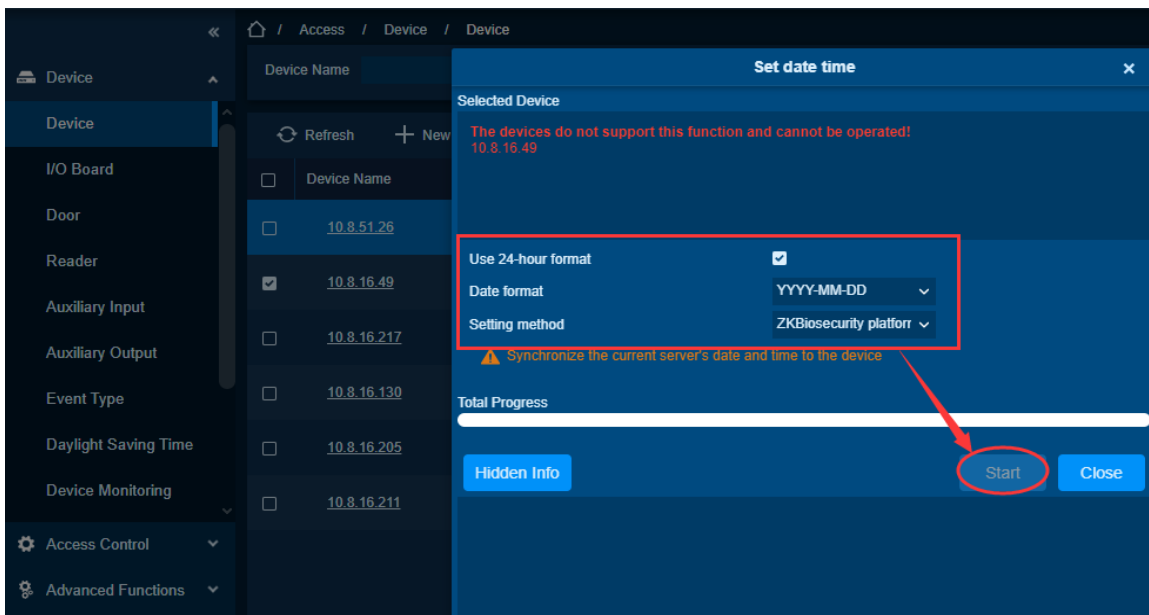 Access / Device / Device
Device
Device
I/O Board
Door
Reader
Auxiliary Input
Auxiliary Output
Event Type
Daylight Saving Time
Device Monitoring
Access Control
Advanced Functions
Device Name
Refresh New
Device Name
10.8.51.26
10.8.16.49
10.8.16.217
10.8.16.130
10.8.16.205
10.8.16.211
Set date time
Selected Device
The devices do not support this function and cannot be operated!
10.8.16.49
Use 24-hour format
Date format YYYY-MM-DD
Setting method ZKBiosecurity platforr
Synchronize the current server's date and time to the device
Total Progress
Hidden Info Start Close